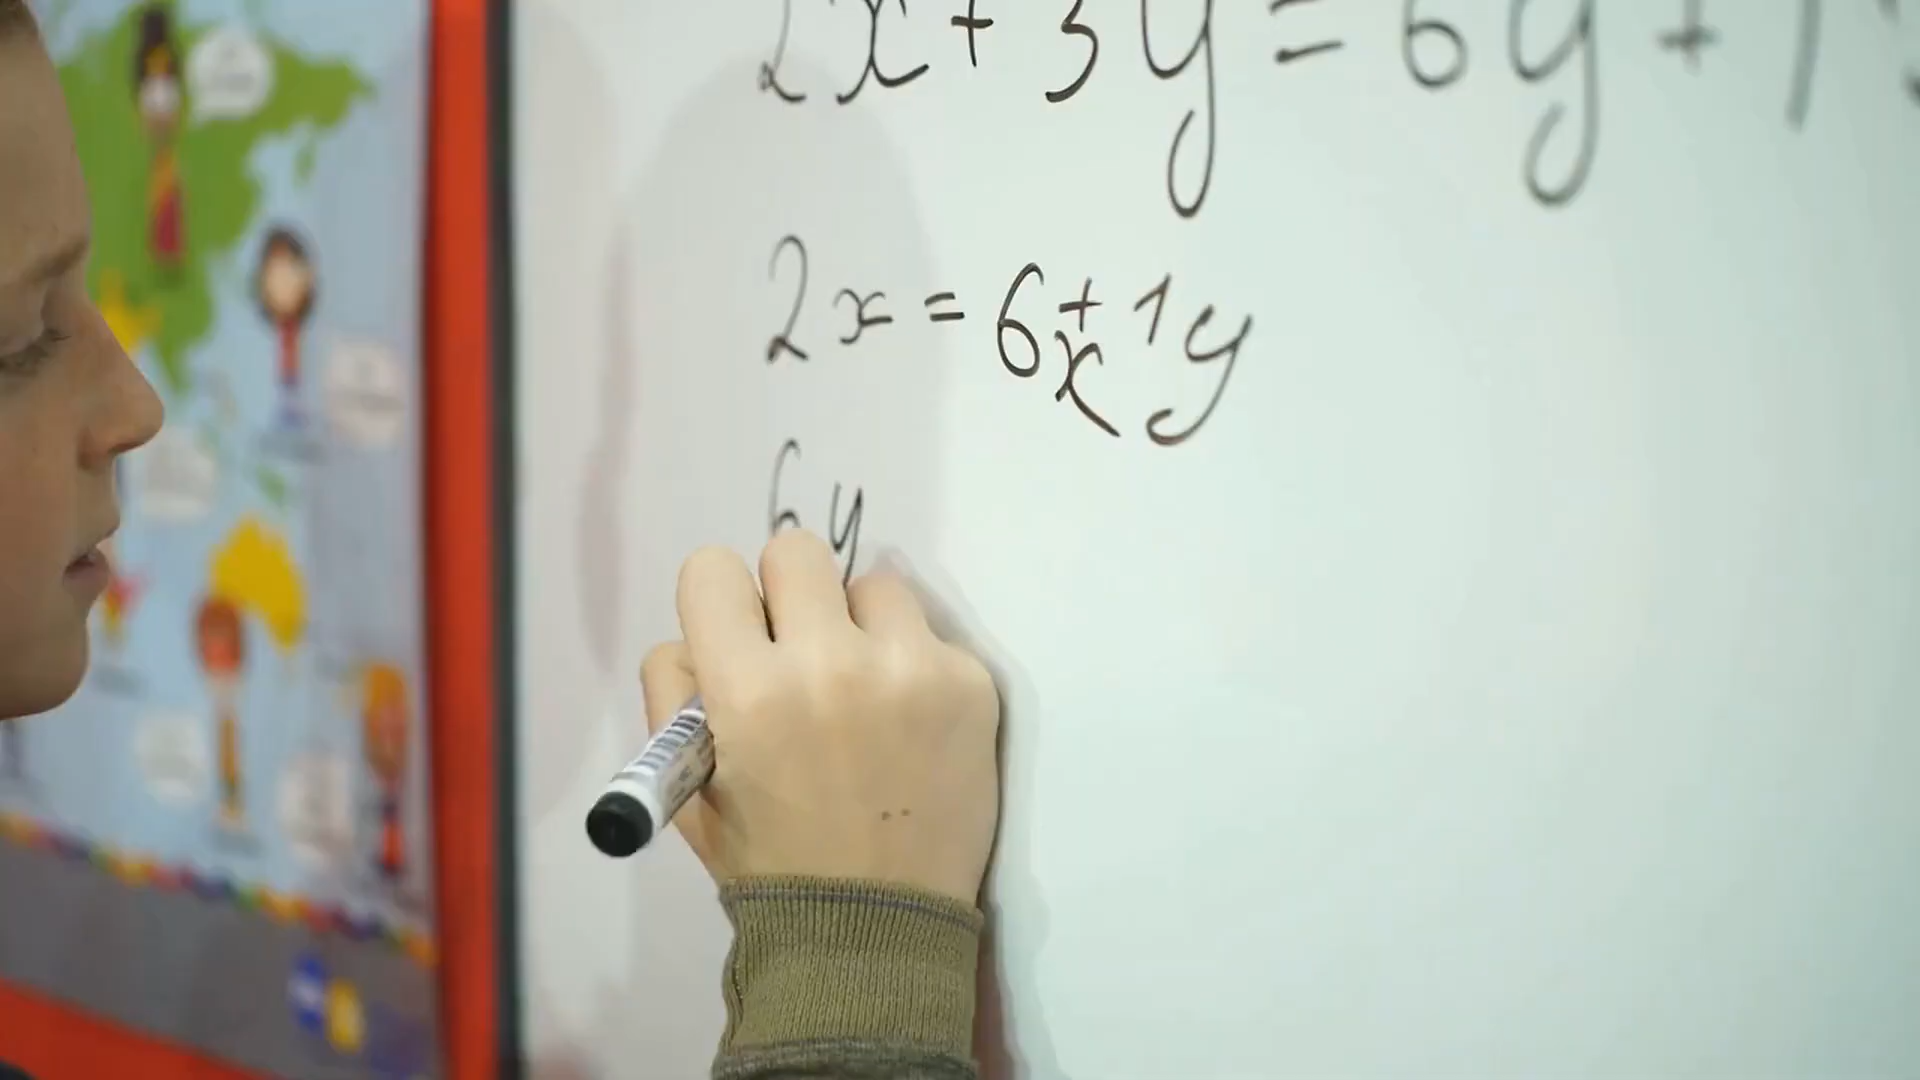 2x + 3y = 6y + 1
2x = 6x + 1y
6y